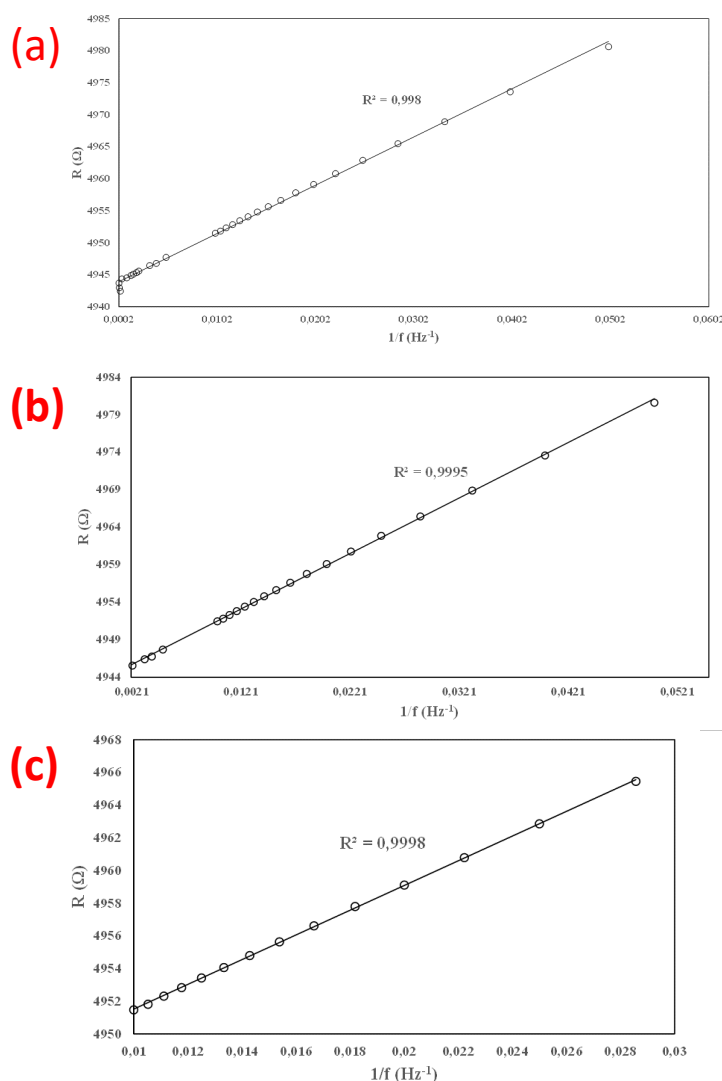 (a)
4985
4980
4975
4970
4965
4960
4955
4950
4945
4940
R (Ω)
R² = 0,998
0,0002 0,0102 0,0202 0,0302 0,0402 0,0502 0,0602
1/f (Hz⁻¹)
(b)
4984
4979
4974
4969
4964
4959
4954
4949
4944
R (Ω)
R² = 0,9995
0,0021 0,0121 0,0221 0,0321 0,0421 0,0521
1/f (Hz⁻¹)
(c)
4968
4966
4964
4962
4960
4958
4956
4954
4952
4950
R (Ω)
R² = 0,9998
0,01 0,012 0,014 0,016 0,018 0,02 0,022 0,024 0,026 0,028 0,03
1/f (Hz⁻¹)